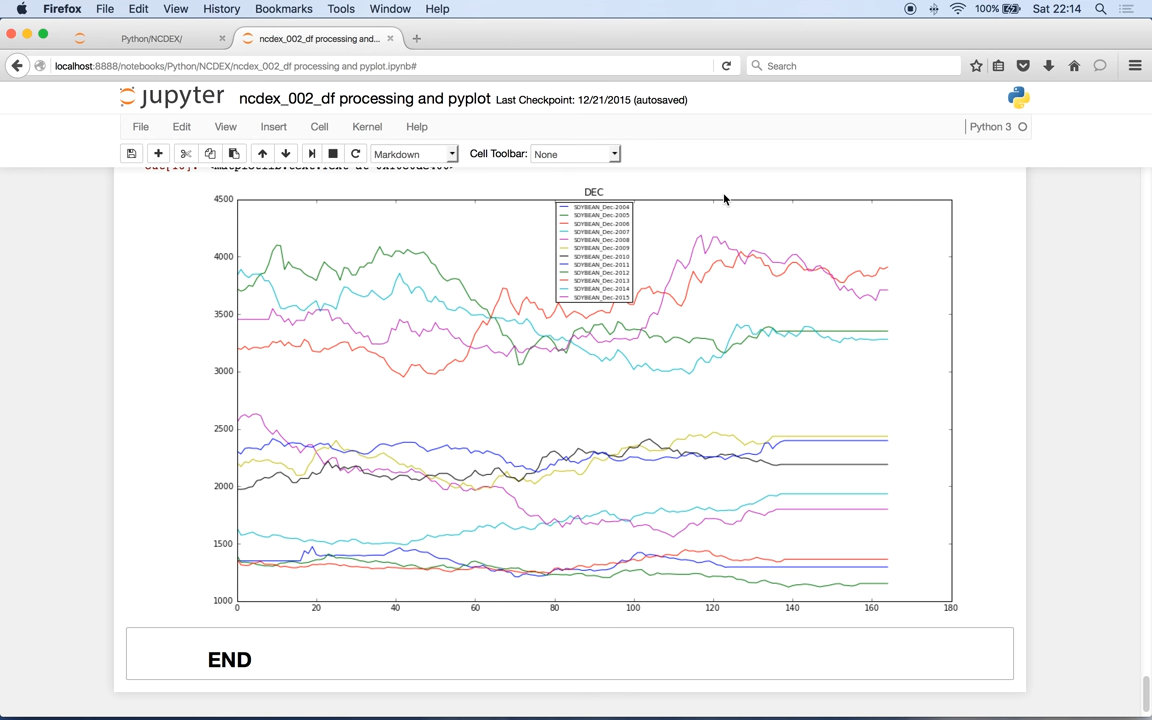 Firefox File Edit View History Bookmarks Tools Window Help 100% Sat 22:14
Python/NCDEX/ × ncdex_002_df processing and... × +
localhost:8888/notebooks/Python/NCDEX/ncdex_002_df processing and pyplot.ipynb# Search
jupyter ncdex_002_df processing and pyplot Last Checkpoint: 12/21/2015 (autosaved)
File Edit View Insert Cell Kernel Help Python 3
Markdown Cell Toolbar: None
DEC
4500
SOYBEAN_Dec-2004
SOYBEAN_Dec-2005
SOYBEAN_Dec-2006
SOYBEAN_Dec-2007
SOYBEAN_Dec-2008
SOYBEAN_Dec-2009
4000
SOYBEAN_Dec-2010
SOYBEAN_Dec-2011
SOYBEAN_Dec-2012
SOYBEAN_Dec-2013
SOYBEAN_Dec-2014
SOYBEAN_Dec-2015
3500
3000
2500
2000
1500
1000
0 20 40 60 80 100 120 140 160 180
END